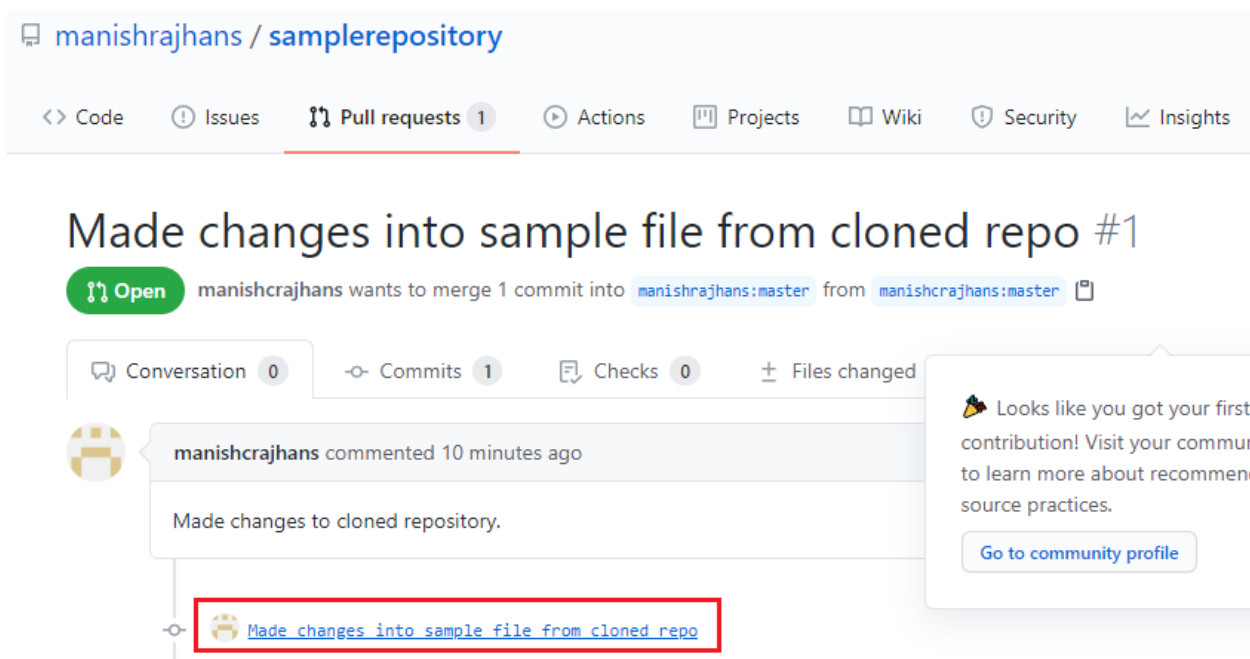 manishrajhans / samplerepository
Code Issues Pull requests 1 Actions Projects Wiki Security Insights
Made changes into sample file from cloned repo #1
Open manishcrajhans wants to merge 1 commit into manishrajhans:master from manishcrajhans:master
Conversation 0 Commits 1 Checks 0 Files changed
Looks like you got your first
contribution! Visit your commun
to learn more about recommend
source practices.
Go to community profile
manishcrajhans commented 10 minutes ago
Made changes to cloned repository.
Made changes into sample file from cloned repo